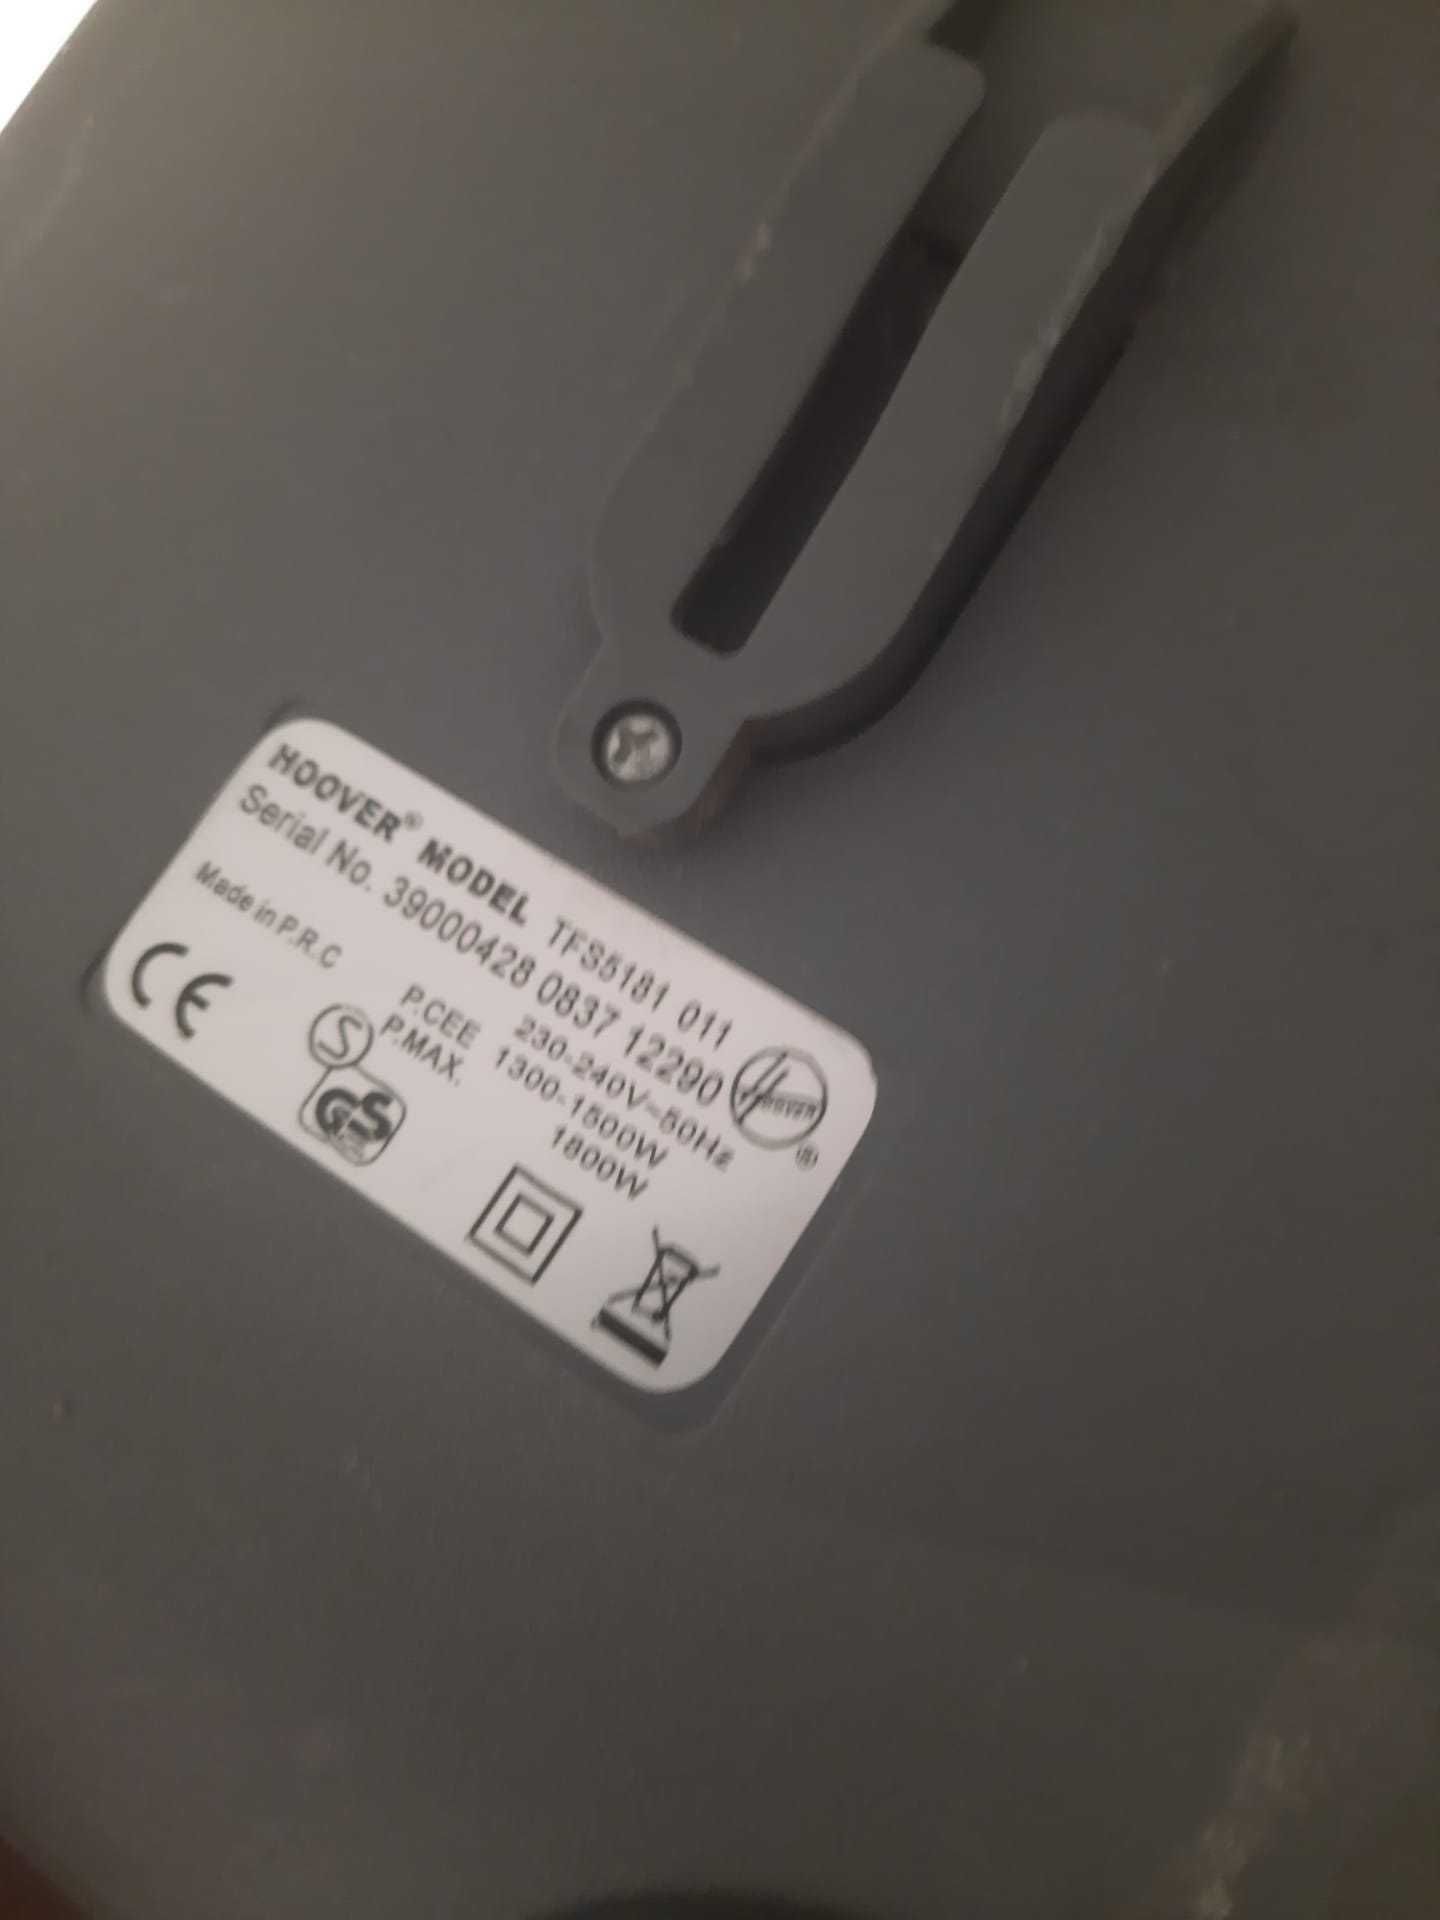 HOOVER® MODEL TFS5181 011
Serial No. 39000428 0837 12290
Made in P.R.C
230-240V~50Hz
P.CEE 1300-1500W
P.MAX. 1800W
CE
S
GS
HOOVER
®